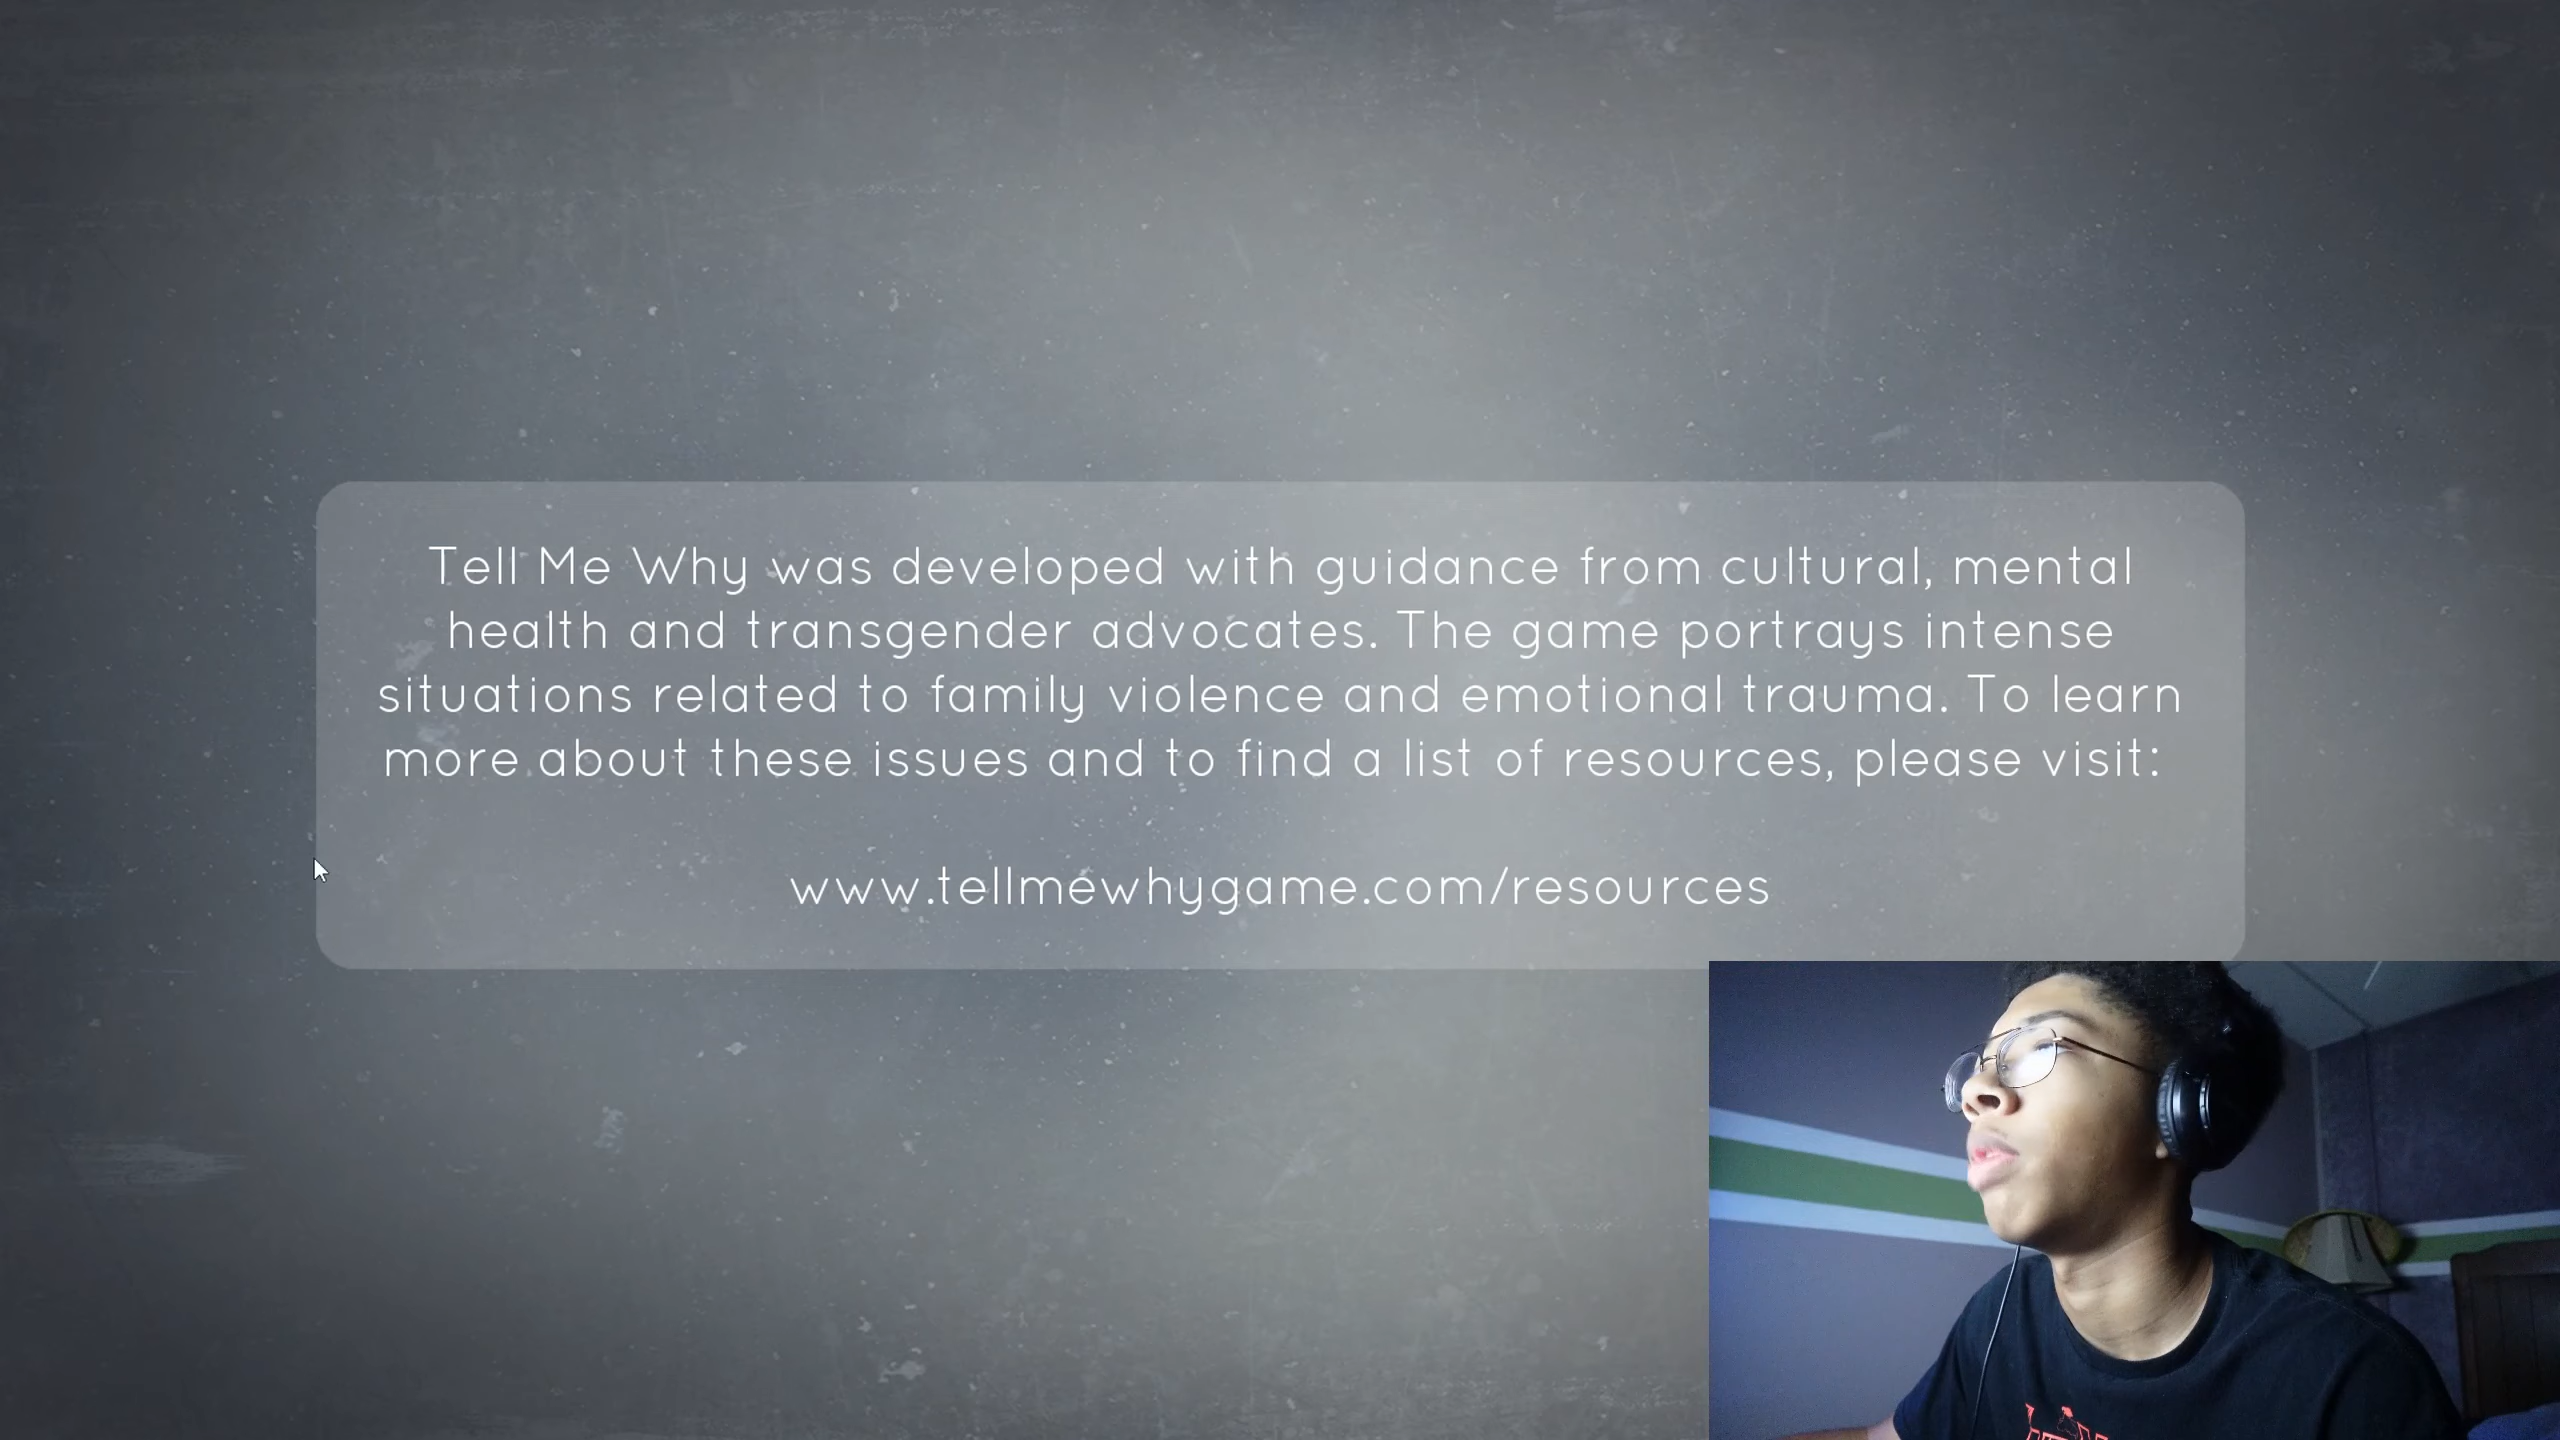 Tell Me Why was developed with guidance from cultural, mental
health and transgender advocates. The game portrays intense
situations related to family violence and emotional trauma. To learn
more about these issues and to find a list of resources, please visit:
www.tellmewhygame.com/resources